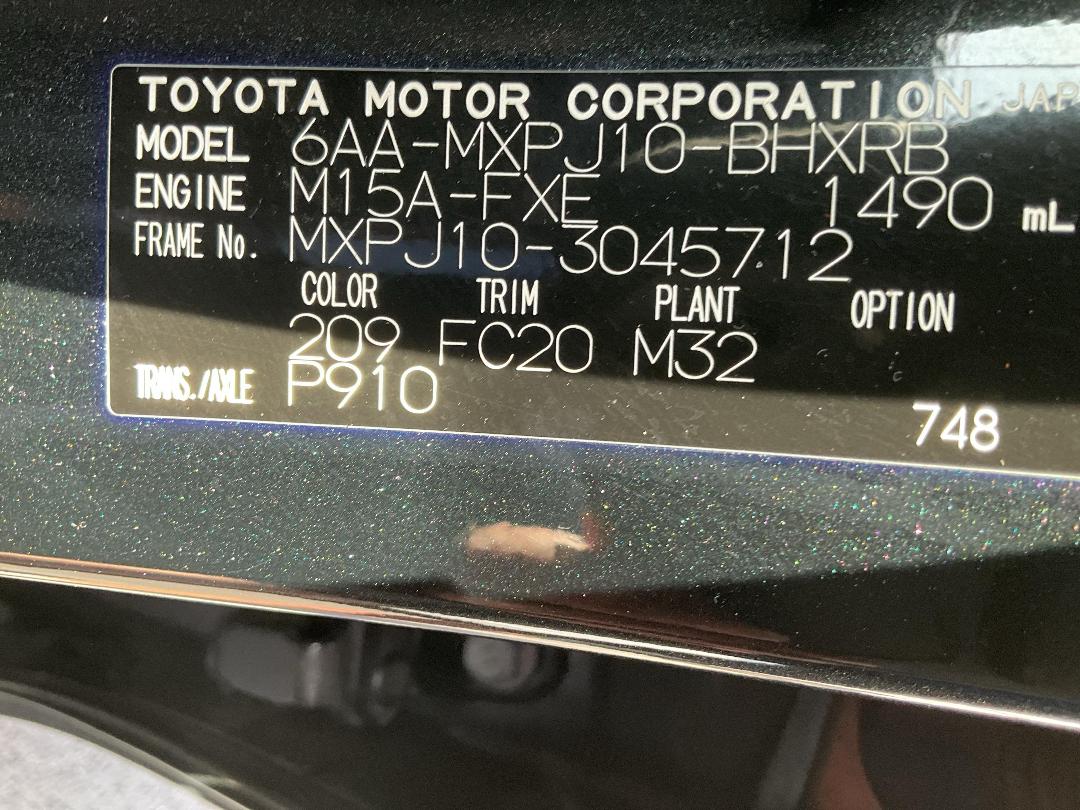 TOYOTA MOTOR CORPORATION JAP
MODEL 6AA-MXPJ10-BHXRB
ENGINE M15A-FXE 1490 mL
FRAME No. MXPJ10-3045712
COLOR TRIM PLANT OPTION
209 FC20 M32
TRANS./AXLE P910
748